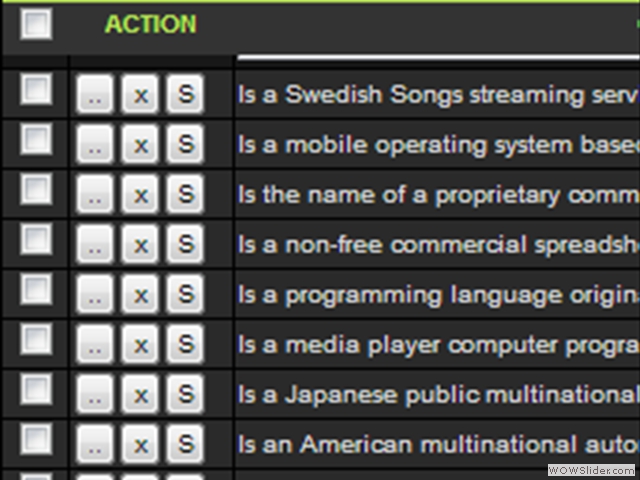 ACTION
.. x S Is a Swedish Songs streaming serv
.. x S Is a mobile operating system based
.. x S Is the name of a proprietary comm
.. x S Is a non-free commercial spreadsh
.. x S Is a programming language origin
.. x S Is a media player computer progra
.. x S Is a Japanese public multinational
.. x S Is an American multinational auto
WOWSlider.com